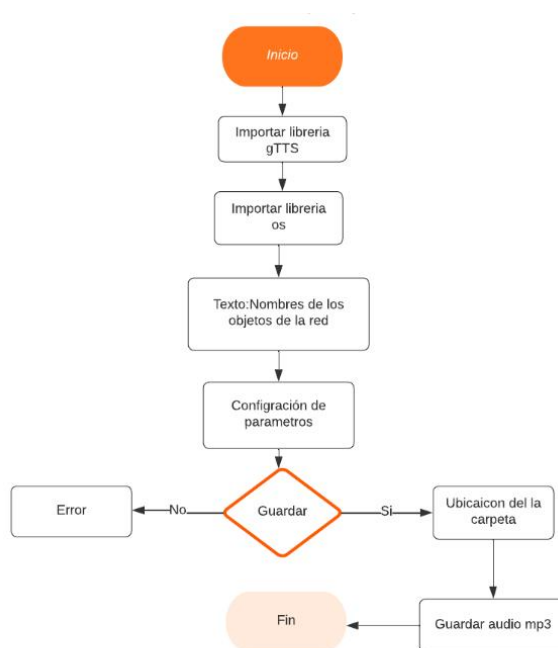 Inicio
Importar libreria
gTTS
Importar libreria
os
Texto:Nombres de los
objetos de la red
Configración de
parametros
Error
No
Guardar
Si
Ubicaicon del la
carpeta
Fin
Guardar audio mp3